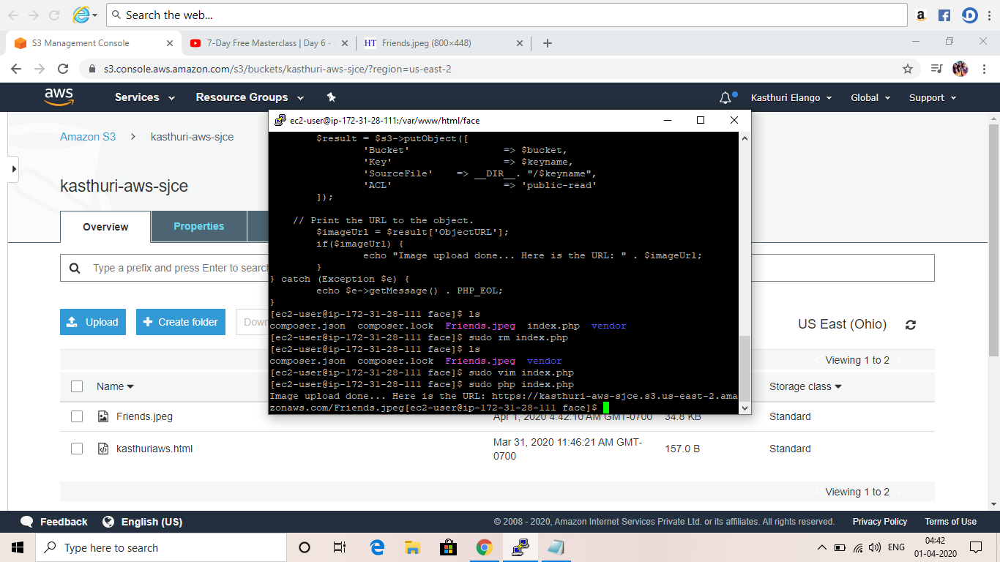 Search the web...
S3 Management Console
7-Day Free Masterclass | Day 6 -
HT Friends.jpeg (800×448)
s3.console.aws.amazon.com/s3/buckets/kasthuri-aws-sjce/?region=us-east-2
aws Services Resource Groups Kasthuri Elango Global Support
Amazon S3 > kasthuri-aws-sjce
kasthuri-aws-sjce
Overview Properties
Type a prefix and press Enter to search
Upload + Create folder
US East (Ohio)
Viewing 1 to 2
Name Storage class
Friends.jpeg Apr 1, 2020 4:42:10 AM GMT-0700 34.8 KB Standard
kasthuriaws.html Mar 31, 2020 11:46:21 AM GMT-
0700 157.0 B Standard
Viewing 1 to 2
ec2-user@ip-172-31-28-111:/var/www/html/face
$result = $s3->putObject([
'Bucket' => $bucket,
'Key' => $keyname,
'SourceFile' => __DIR__. "/$keyname",
'ACL' => 'public-read'
]);
// Print the URL to the object.
$imageUrl = $result['ObjectURL'];
if($imageUrl) {
echo "Image upload done... Here is the URL: " . $imageUrl;
}
} catch (Exception $e) {
echo $e->getMessage() . PHP_EOL;
}
[ec2-user@ip-172-31-28-111 face]$ ls
composer.json composer.lock Friends.jpeg index.php vendor
[ec2-user@ip-172-31-28-111 face]$ sudo rm index.php
[ec2-user@ip-172-31-28-111 face]$ ls
composer.json composer.lock Friends.jpeg vendor
[ec2-user@ip-172-31-28-111 face]$ sudo vim index.php
[ec2-user@ip-172-31-28-111 face]$ sudo php index.php
Image upload done... Here is the URL: https://kasthuri-aws-sjce.s3.us-east-2.ama
zonaws.com/Friends.jpeg[ec2-user@ip-172-31-28-111 face]$
Feedback English (US) © 2008 - 2020, Amazon Internet Services Private Ltd. or its affiliates. All rights reserved. Privacy Policy Terms of Use
Type here to search
ENG
04:42
01-04-2020